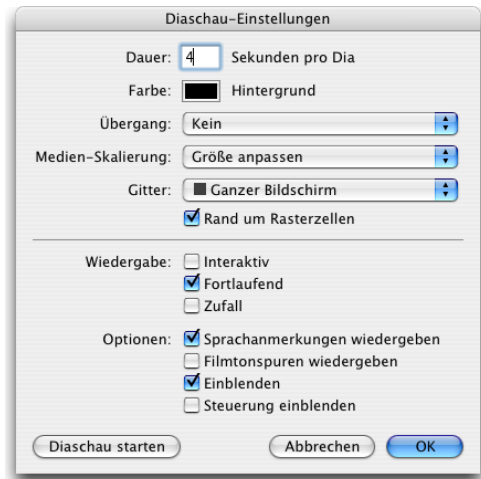 Diaschau-Einstellungen
Dauer: 4 Sekunden pro Dia
Farbe: Hintergrund
Übergang: Kein
Medien-Skalierung: Größe anpassen
Gitter: Ganzer Bildschirm
Rand um Rasterzellen
Wiedergabe: Interaktiv
Fortlaufend
Zufall
Optionen: Sprachanmerkungen wiedergeben
Filmtonspuren wiedergeben
Einblenden
Steuerung einblenden
Diaschau starten Abbrechen OK